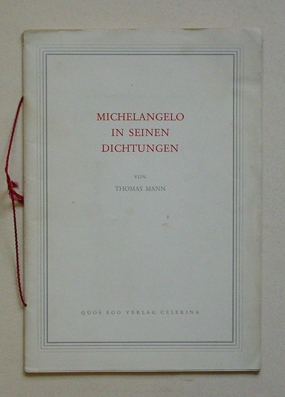 MICHELANGELO
IN SEINEN
DICHTUNGEN
VON
THOMAS MANN
QUOS EGO VERLAG CELERINA